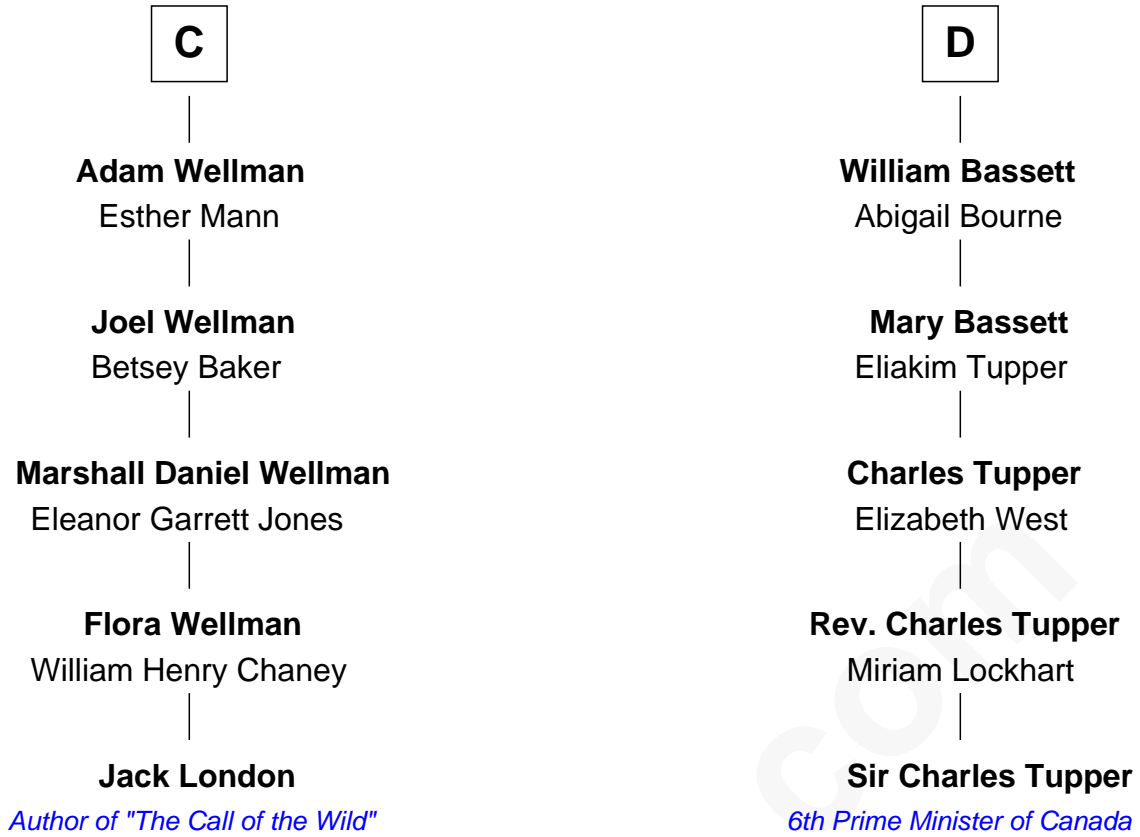 C
Adam Wellman
Esther Mann
Joel Wellman
Betsey Baker
Marshall Daniel Wellman
Eleanor Garrett Jones
Flora Wellman
William Henry Chaney
Jack London
Author of "The Call of the Wild"
D
William Bassett
Abigail Bourne
Mary Bassett
Eliakim Tupper
Charles Tupper
Elizabeth West
Rev. Charles Tupper
Miriam Lockhart
Sir Charles Tupper
6th Prime Minister of Canada
com